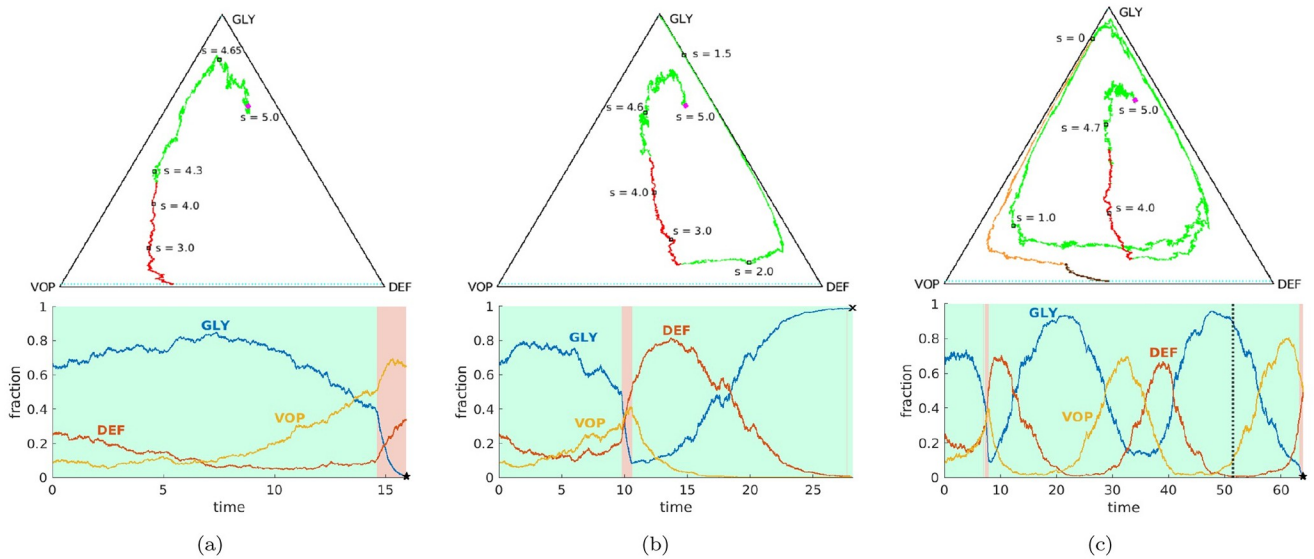 GLY
s = 4.65
s = 5.0
s = 4.3
s = 4.0
s = 3.0
VOP
DEF
1
0.8
0.6
0.4
0.2
0
fraction
GLY
DEF
VOP
0
5
10
15
time
(a)
GLY
s = 1.5
s = 4.6
s = 5.0
s = 4.0
s = 3.0
s = 2.0
VOP
DEF
1
0.8
0.6
0.4
0.2
0
fraction
GLY
DEF
VOP
0
5
10
15
20
25
time
(b)
GLY
s = 0
s = 5.0
s = 4.7
s = 4.0
s = 1.0
VOP
DEF
1
0.8
0.6
0.4
0.2
0
fraction
GLY
DEF
VOP
0
10
20
30
40
50
60
time
(c)